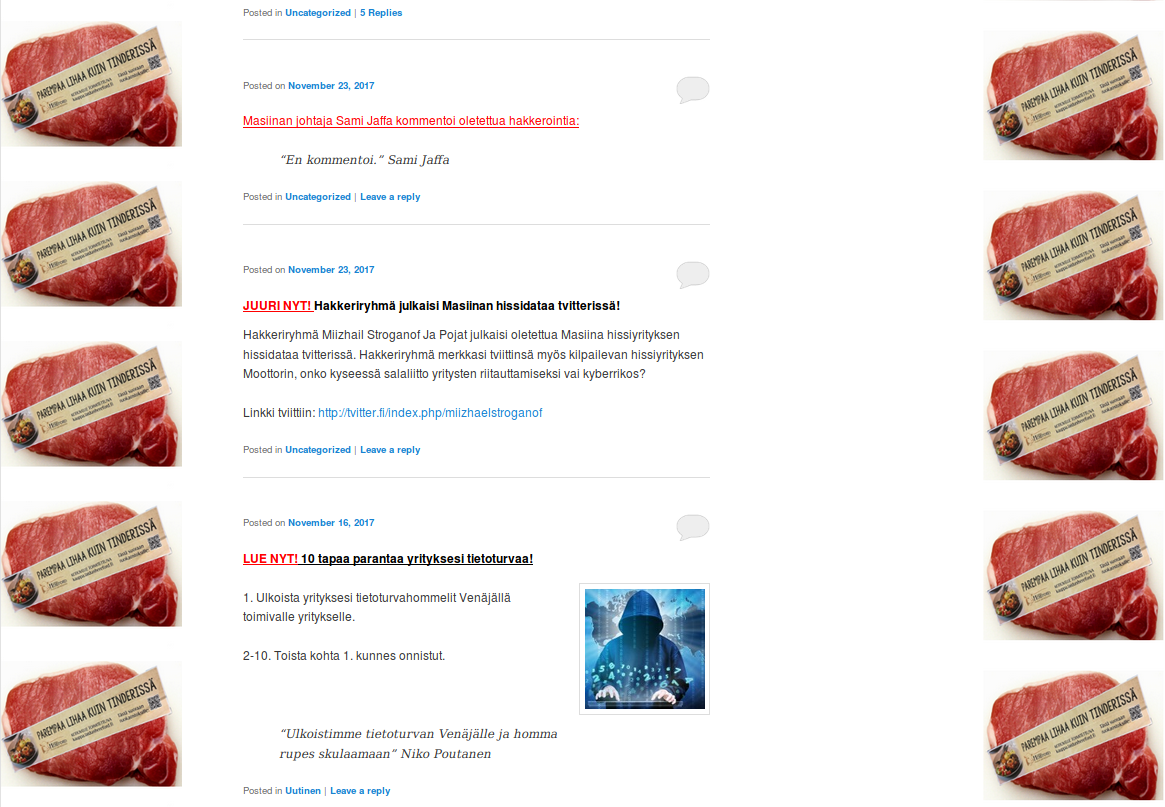 Posted in Uncategorized | 5 Replies
Posted on November 23, 2017
Masiinan johtaja Sami Jaffa kommentoi oletettua hakkerointia:
“En kommentoi.” Sami Jaffa
Posted in Uncategorized | Leave a reply
Posted on November 23, 2017
JUURI NYT! Hakkeriryhmä julkaisi Masiinan hissidataa tvitterissä!
Hakkeriryhmä Miizhail Stroganof Ja Pojat julkaisi oletettua Masiina hissiyrityksen
hissidataa tvitterissä. Hakkeriryhmä merkkasi tviittinsä myös kilpailevan hissiyrityksen
Moottorin, onko kyseessä salaliitto yritysten riitauttamiseksi vai kyberrikos?
Linkki tviittiin: http://tvitter.fi/index.php/miizhaelstroganof
Posted in Uncategorized | Leave a reply
Posted on November 16, 2017
LUE NYT! 10 tapaa parantaa yrityksesi tietoturvaa!
1. Ulkoista yrityksesi tietoturvahommelit Venäjällä
toimivalle yritykselle.
2-10. Toista kohta 1. kunnes onnistut.
“Ulkoistimme tietoturvan Venäjälle ja homma
rupes skulaamaan” Niko Poutanen
Posted in Uutinen | Leave a reply
PAREMPAA LIHAA KUIN TINDERISSÄ
PAREMPAA LIHAA KUIN TINDERISSÄ
PAREMPAA LIHAA KUIN TINDERISSÄ
PAREMPAA LIHAA KUIN TINDERISSÄ
PAREMPAA LIHAA KUIN TINDERISSÄ
PAREMPAA LIHAA KUIN TINDERISSÄ
PAREMPAA LIHAA KUIN TINDERISSÄ
PAREMPAA LIHAA KUIN TINDERISSÄ
PAREMPAA LIHAA KUIN TINDERISSÄ
PAREMPAA LIHAA KUIN TINDERISSÄ